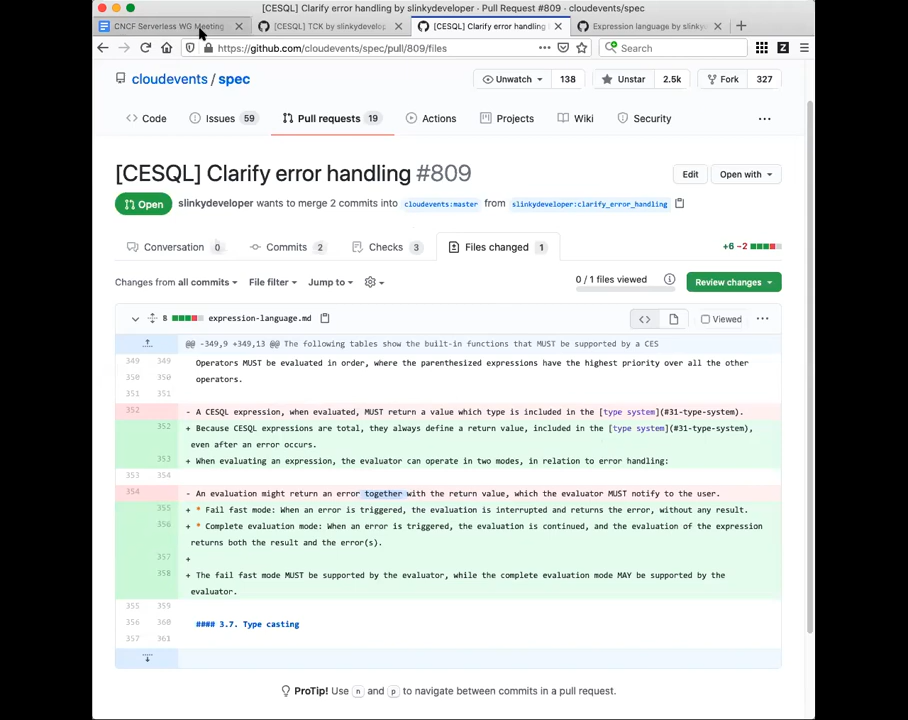 [CESQL] Clarify error handling by slinkydeveloper - Pull Request #809 - cloudevents/spec
CNCF Serverless WG Meeting
[CESQL] TCK by slinkydevelop
[CESQL] Clarify error handling
Expression language by slinky
https://github.com/cloudevents/spec/pull/809/files
Search
cloudevents / spec
Unwatch
138
Unstar
2.5k
Fork
327
Code
Issues 59
Pull requests 19
Actions
Projects
Wiki
Security
[CESQL] Clarify error handling #809
Edit
Open with
Open
slinkydeveloper wants to merge 2 commits into cloudevents:master from slinkydeveloper:clarify_error_handling
Conversation 0
Commits 2
Checks 3
Files changed 1
+6 −2
Changes from all commits
File filter
Jump to
0 / 1 files viewed
Review changes
8 expression-language.md
Viewed
@@ -349,9 +349,13 @@ The following tables show the built-in functions that MUST be supported by a CES
349 349 Operators MUST be evaluated in order, where the parenthesized expressions have the highest priority over all the other
350 350 operators.
351 351
352 - A CESQL expression, when evaluated, MUST return a value which type is included in the [type system](#31-type-system).
352 + Because CESQL expressions are total, they always define a return value, included in the [type system](#31-type-system),
even after an error occurs.
353 + When evaluating an expression, the evaluator can operate in two modes, in relation to error handling:
353 354
354 - An evaluation might return an error together with the return value, which the evaluator MUST notify to the user.
355 + * Fail fast mode: When an error is triggered, the evaluation is interrupted and returns the error, without any result.
356 + * Complete evaluation mode: When an error is triggered, the evaluation is continued, and the evaluation of the expression
returns both the result and the error(s).
357 +
358 + The fail fast mode MUST be supported by the evaluator, while the complete evaluation mode MAY be supported by the
evaluator.
355 359
356 360 #### 3.7. Type casting
357 361
ProTip! Use n and p to navigate between commits in a pull request.